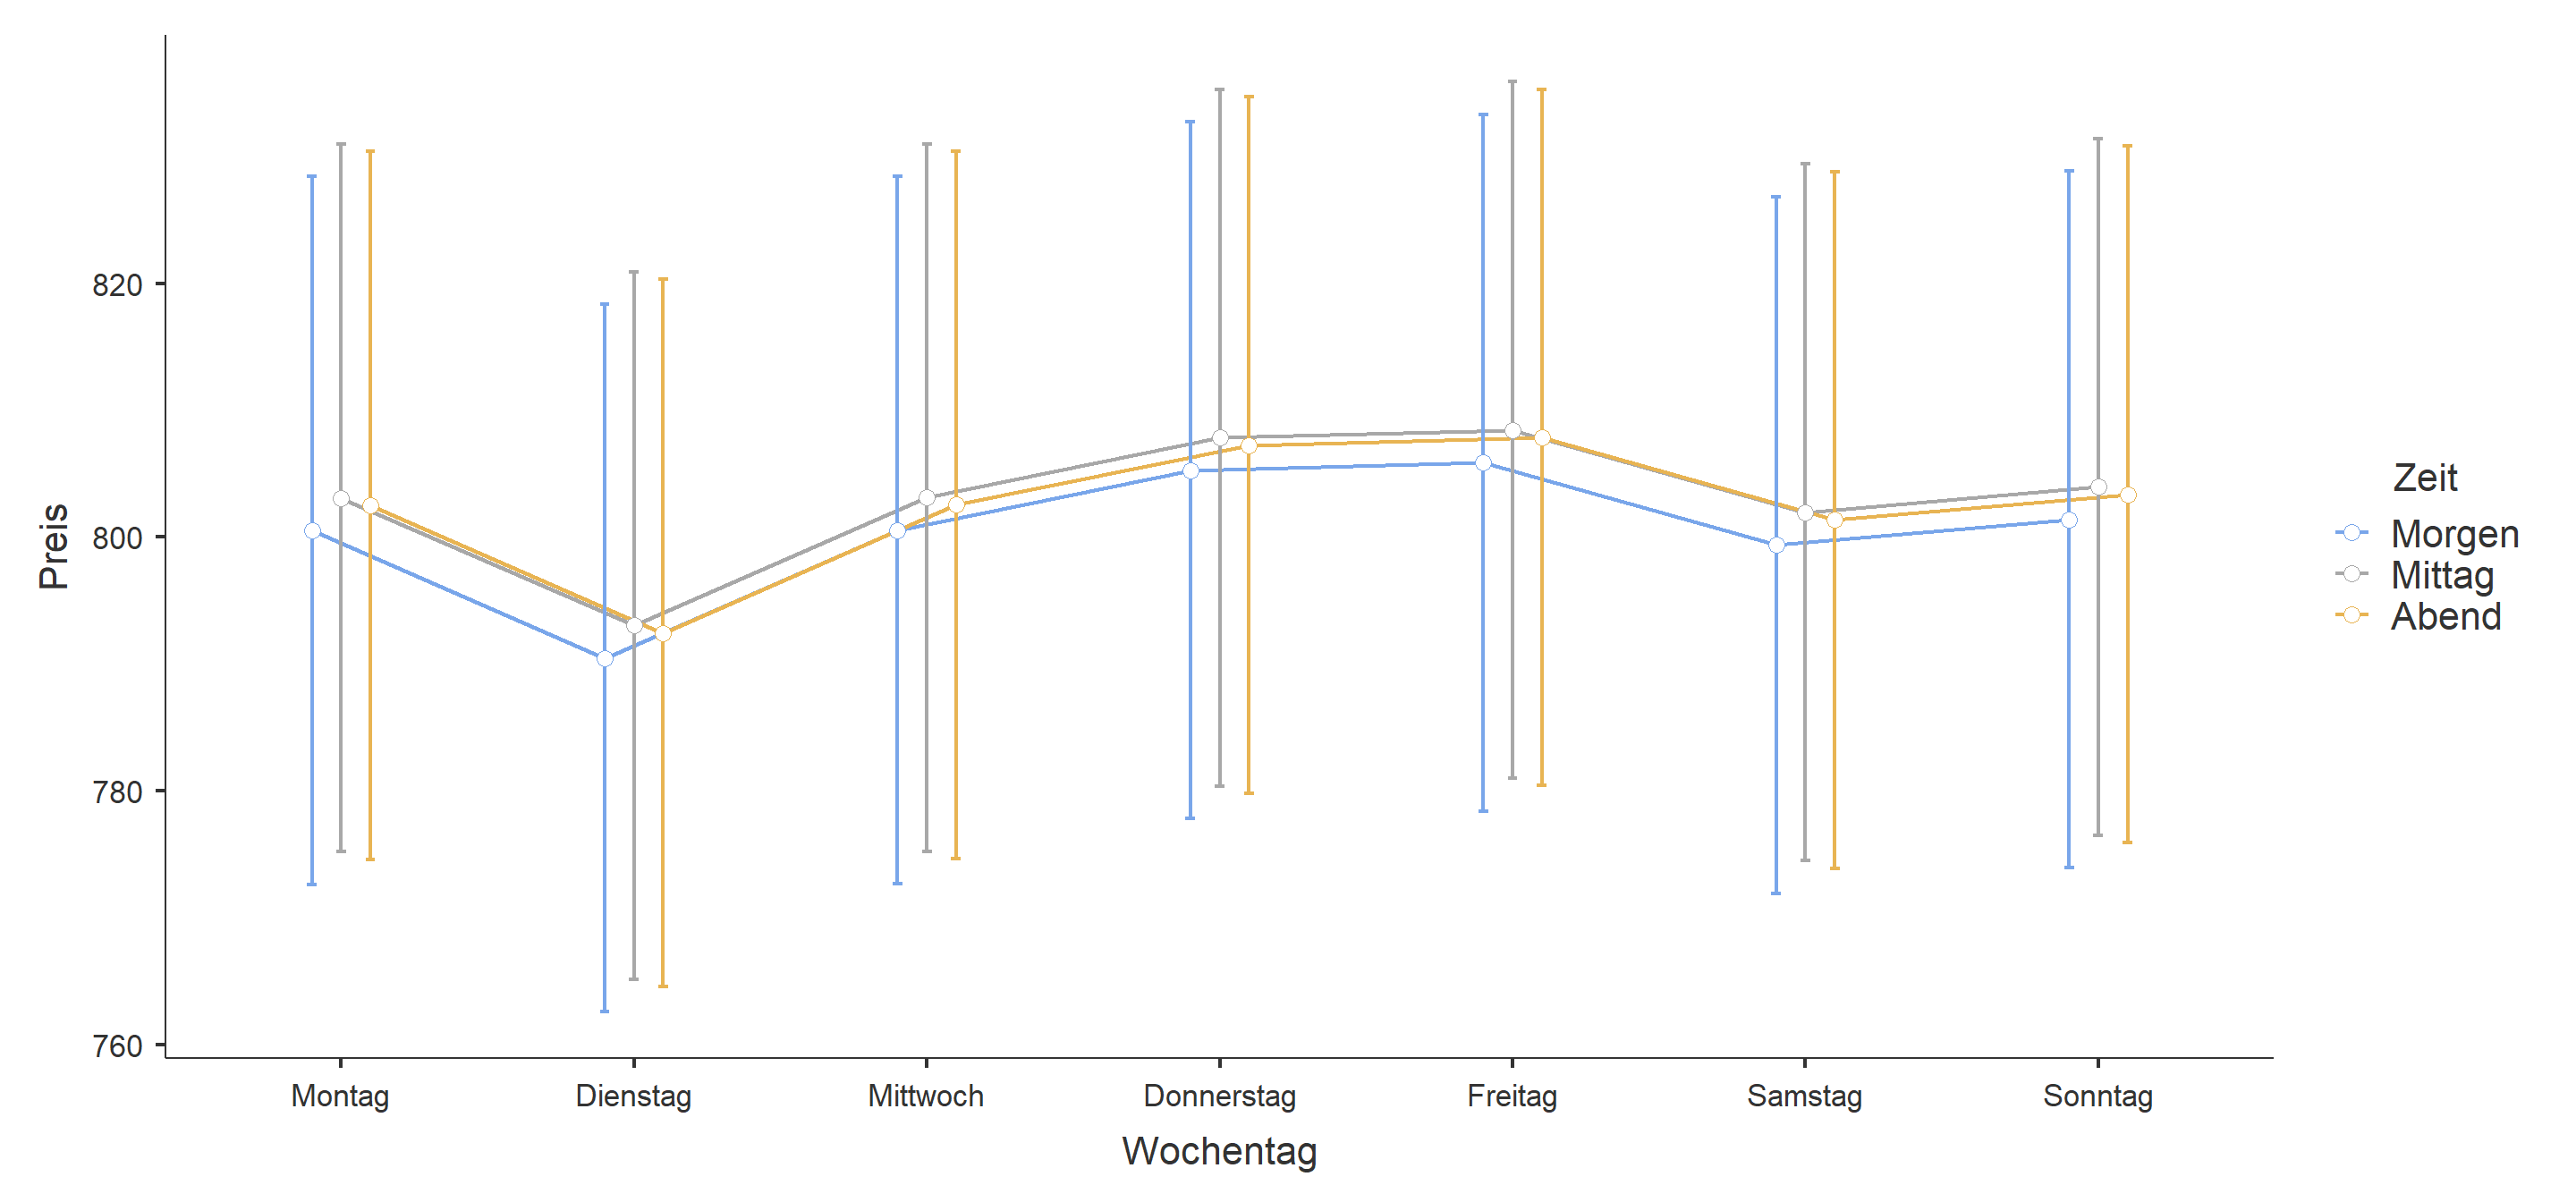 820
800
780
760
Preis
Montag
Dienstag
Mittwoch
Donnerstag
Freitag
Samstag
Sonntag
Wochentag
Zeit
Morgen
Mittag
Abend